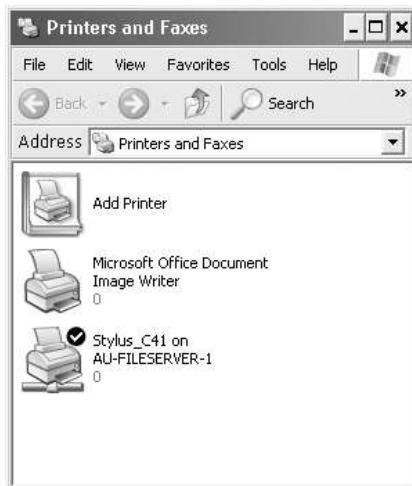 Printers and Faxes
File Edit View Favorites Tools Help
Back Search »
Address Printers and Faxes
Add Printer
Microsoft Office Document
Image Writer
0
Stylus_C41 on
AU-FILESERVER-1
0